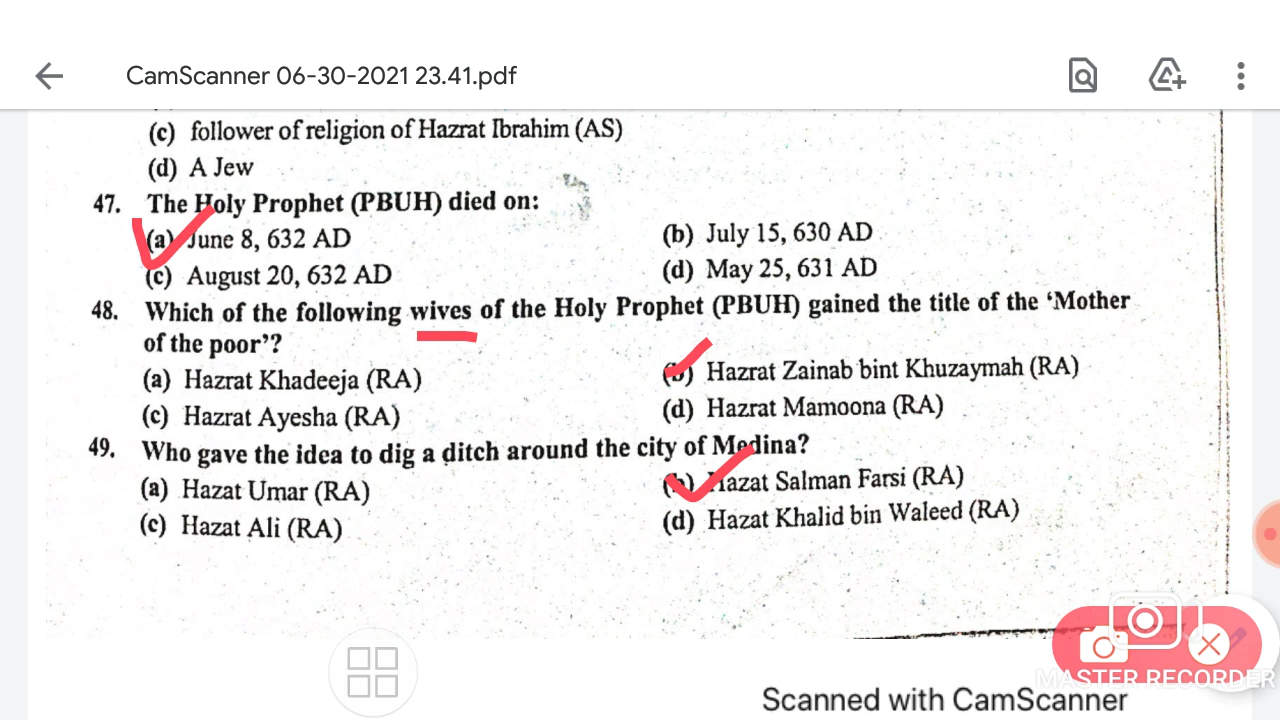 CamScanner 06-30-2021 23.41.pdf
(c) follower of religion of Hazrat Ibrahim (AS)
(d) A Jew
47. The Holy Prophet (PBUH) died on:
(a) June 8, 632 AD (b) July 15, 630 AD
(c) August 20, 632 AD (d) May 25, 631 AD
48. Which of the following wives of the Holy Prophet (PBUH) gained the title of the ‘Mother
of the poor’?
(a) Hazrat Khadeeja (RA) (b) Hazrat Zainab bint Khuzaymah (RA)
(c) Hazrat Ayesha (RA) (d) Hazrat Mamoona (RA)
49. Who gave the idea to dig a ditch around the city of Medina?
(a) Hazat Umar (RA) (b) Hazat Salman Farsi (RA)
(c) Hazat Ali (RA) (d) Hazat Khalid bin Waleed (RA)
MASTER RECORDER
Scanned with CamScanner